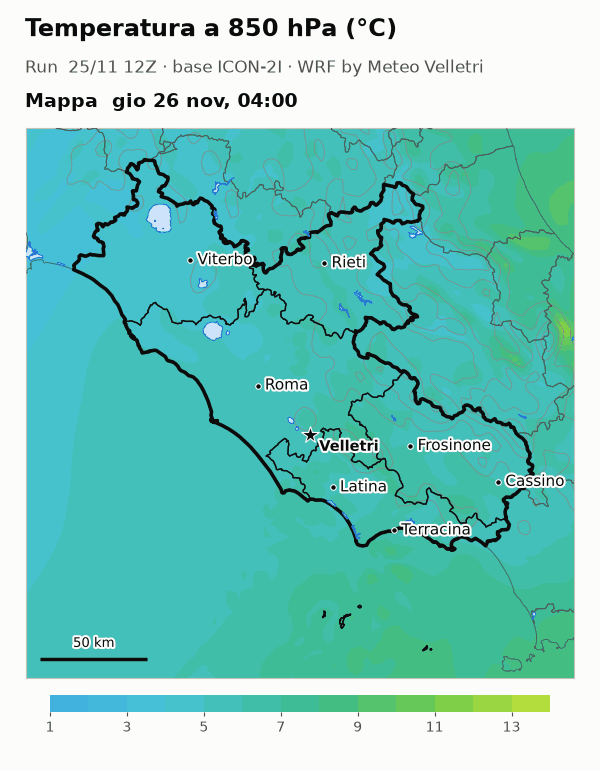 Temperatura a 850 hPa (°C)
Run  25/11 12Z · base ICON-2I · WRF by Meteo Velletri
Mappa  gio 26 nov, 04:00
Viterbo
Rieti
Roma
Velletri
Frosinone
Latina
Cassino
Terracina
50 km
1 3 5 7 9 11 13